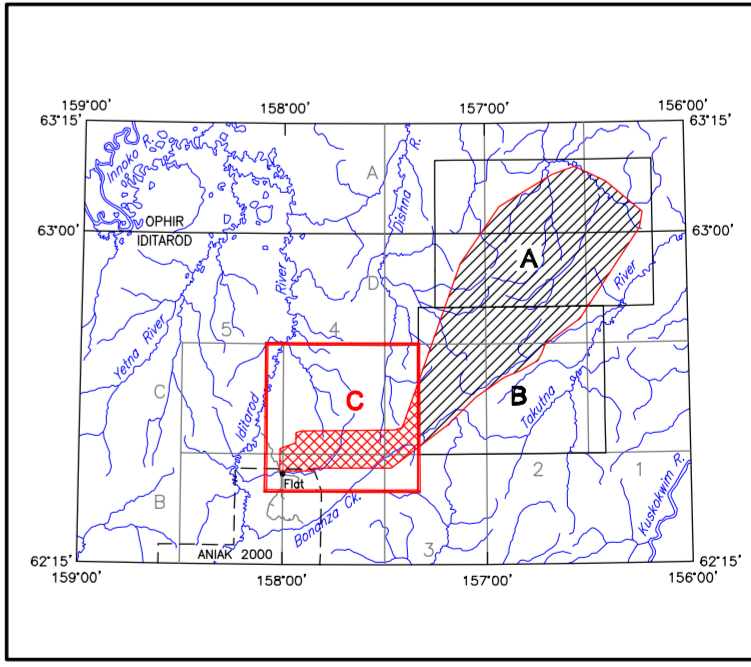 159°00'
158°00'
157°00'
156°00'
63°15'
63°15'
Innoko R.
A
Dishna R.
OPHIR
63°00'
63°00'
IDITAROD
A
River
D
River
5
4
Yetna River
C
C
B
Takutna
Iditarod
Flat
2
1
B
Bonanza Ck.
Kuskokwim R.
ANIAK 2000
3
62°15'
62°15'
159°00'
158°00'
157°00'
156°00'